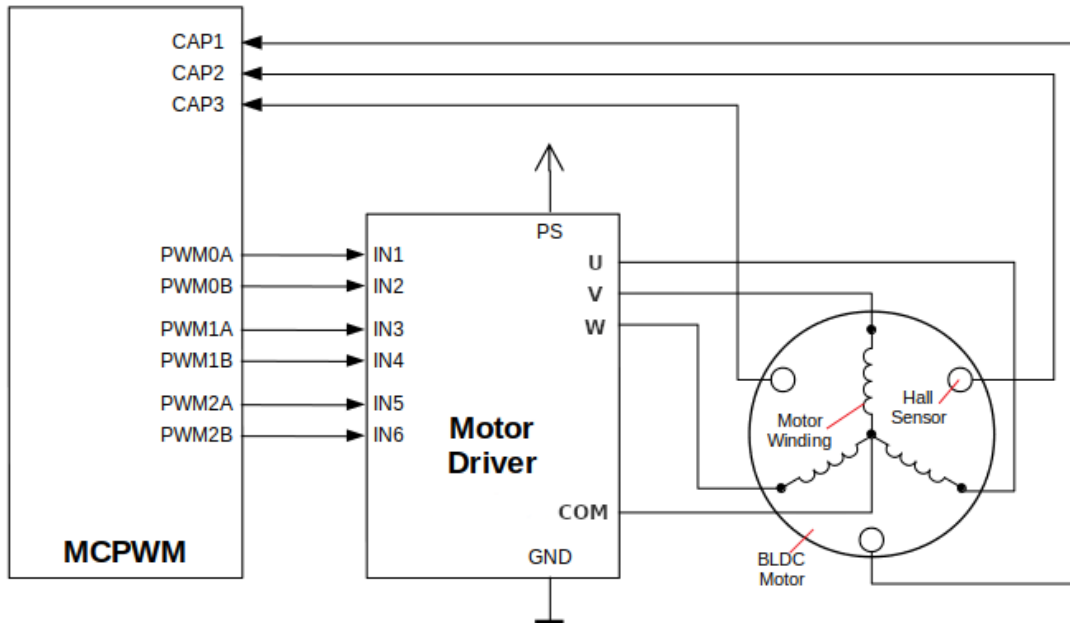 CAP1
CAP2
CAP3
PS
PWM0A
IN1
U
PWM0B
IN2
V
PWM1A
IN3
W
PWM1B
IN4
PWM2A
IN5
PWM2B
IN6
Motor
Driver
Hall
Sensor
Motor
Winding
COM
MCPWM
GND
BLDC
Motor